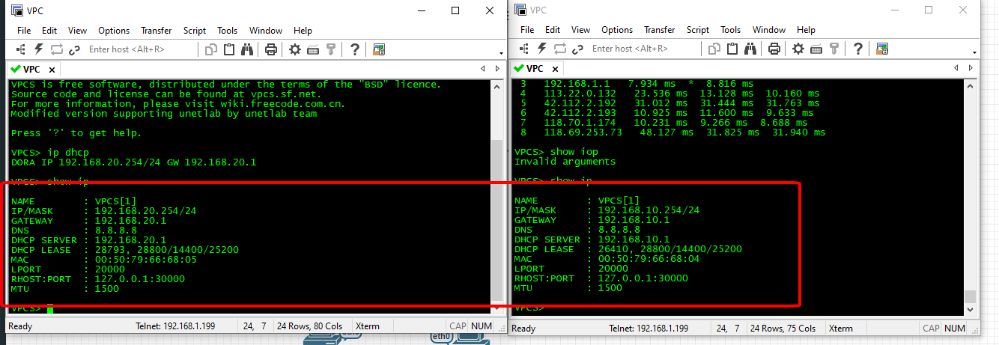 VPC
File Edit View Options Transfer Script Tools Window Help
Enter host <Alt+R>
VPC
VPCS is free software, distributed under the terms of the "BSD" licence.
Source code and license can be found at vpcs.sf.net.
For more information, please visit wiki.freecode.com.cn.
Modified version supporting unetlab by unetlab team
Press '?' to get help.
VPCS> ip dhcp
DORA IP 192.168.20.254/24 GW 192.168.20.1
VPCS> show ip
NAME : VPCS[1]
IP/MASK : 192.168.20.254/24
GATEWAY : 192.168.20.1
DNS : 8.8.8.8
DHCP SERVER : 192.168.20.1
DHCP LEASE : 28793, 28800/14400/25200
MAC : 00:50:79:66:68:05
LPORT : 20000
RHOST:PORT : 127.0.0.1:30000
MTU : 1500
VPCS>
Ready Telnet: 192.168.1.199 24, 7 24 Rows, 80 Cols Xterm CAP NUM
VPC
File Edit View Options Transfer Script Tools Window Help
Enter host <Alt+R>
VPC
3 192.168.1.1 7.934 ms * 8.816 ms
4 113.22.0.132 23.536 ms 13.128 ms 10.160 ms
5 42.112.2.192 31.012 ms 31.444 ms 31.763 ms
6 42.112.2.193 10.925 ms 11.600 ms 9.633 ms
7 118.70.1.174 10.231 ms 9.266 ms 8.688 ms
8 118.69.253.73 48.127 ms 31.825 ms 31.940 ms
VPCS> show iop
Invalid arguments
VPCS> show ip
NAME : VPCS[1]
IP/MASK : 192.168.10.254/24
GATEWAY : 192.168.10.1
DNS : 8.8.8.8
DHCP SERVER : 192.168.10.1
DHCP LEASE : 26410, 28800/14400/25200
MAC : 00:50:79:66:68:04
LPORT : 20000
RHOST:PORT : 127.0.0.1:30000
MTU : 1500
VPCS>
Ready Telnet: 192.168.1.199 24, 7 24 Rows, 75 Cols Xterm CAP NUM
eth0